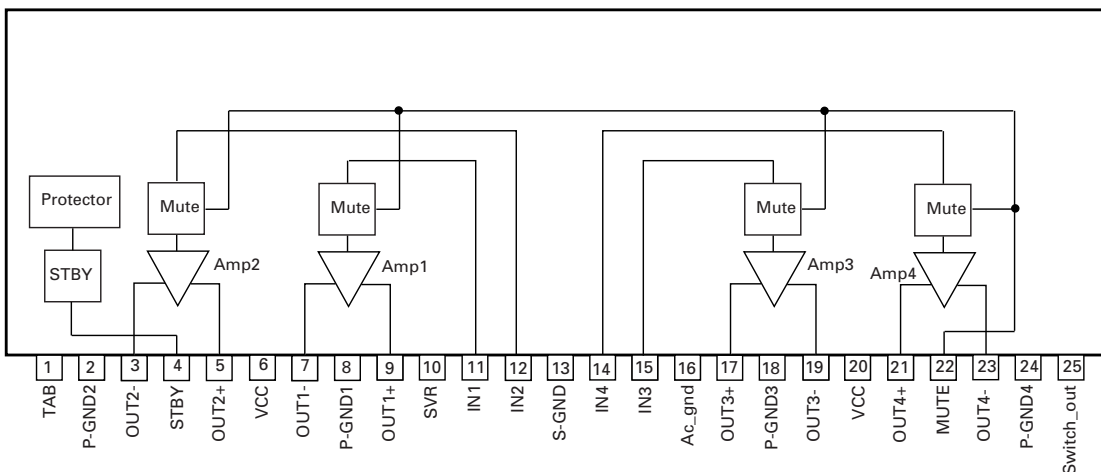 Protector
Mute
Mute
Mute
Mute
STBY
Amp2
Amp1
Amp3
Amp4
1
2
3
4
5
6
7
8
9
10
11
12
13
14
15
16
17
18
19
20
21
22
23
24
25
TAB
P-GND2
OUT2-
STBY
OUT2+
VCC
OUT1-
P-GND1
OUT1+
SVR
IN1
IN2
S-GND
IN4
IN3
Ac_gnd
OUT3+
P-GND3
OUT3-
VCC
OUT4+
MUTE
OUT4-
P-GND4
Switch_out